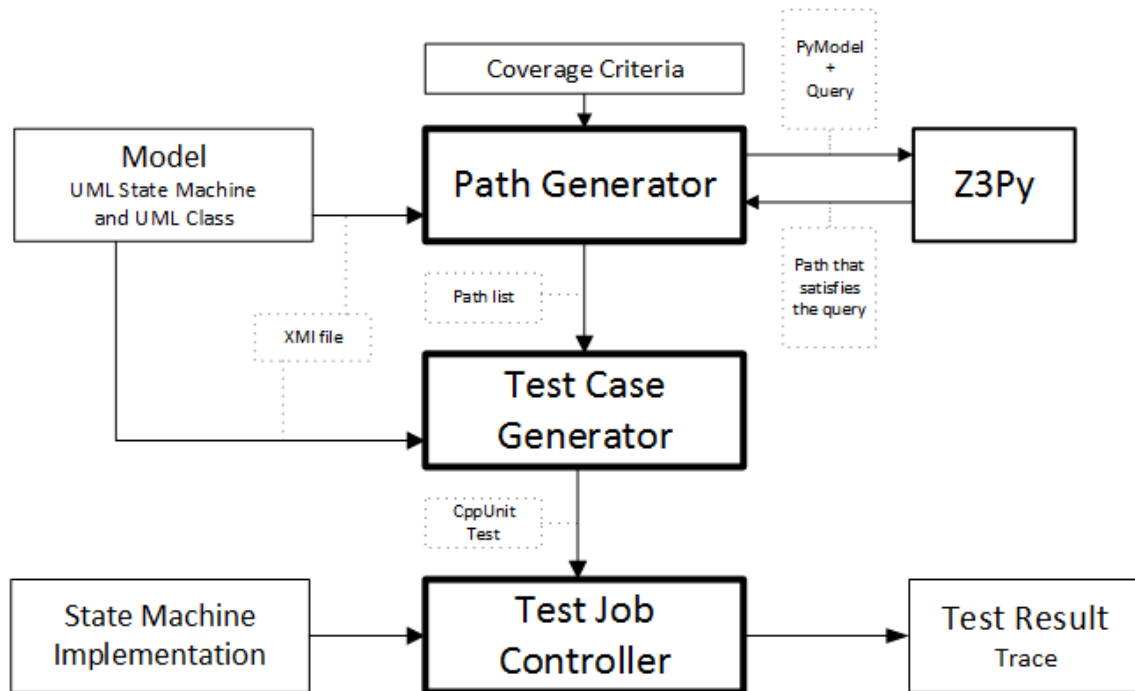 Coverage Criteria
PyModel
+
Query
Model
UML State Machine
and UML Class
Path Generator
Z3Py
Path list
Path that
satisfies
the query
XMI file
Test Case
Generator
CppUnit
Test
State Machine
Implementation
Test Job
Controller
Test Result
Trace